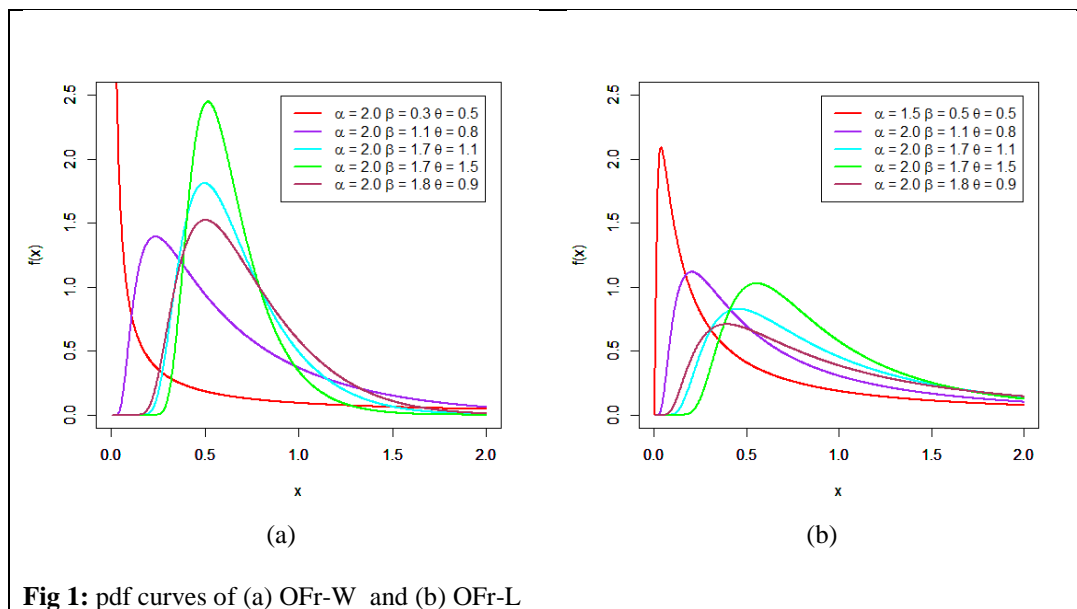 2.5
2.0
1.5
1.0
0.5
0.0
f(x)
α = 2.0 β = 0.3 θ = 0.5
α = 2.0 β = 1.1 θ = 0.8
α = 2.0 β = 1.7 θ = 1.1
α = 2.0 β = 1.7 θ = 1.5
α = 2.0 β = 1.8 θ = 0.9
0.0 0.5 1.0 1.5 2.0
x
(a)
2.5
2.0
1.5
1.0
0.5
0.0
f(x)
α = 1.5 β = 0.5 θ = 0.5
α = 2.0 β = 1.1 θ = 0.8
α = 2.0 β = 1.7 θ = 1.1
α = 2.0 β = 1.7 θ = 1.5
α = 2.0 β = 1.8 θ = 0.9
0.0 0.5 1.0 1.5 2.0
x
(b)
Fig 1: pdf curves of (a) OFr-W and (b) OFr-L